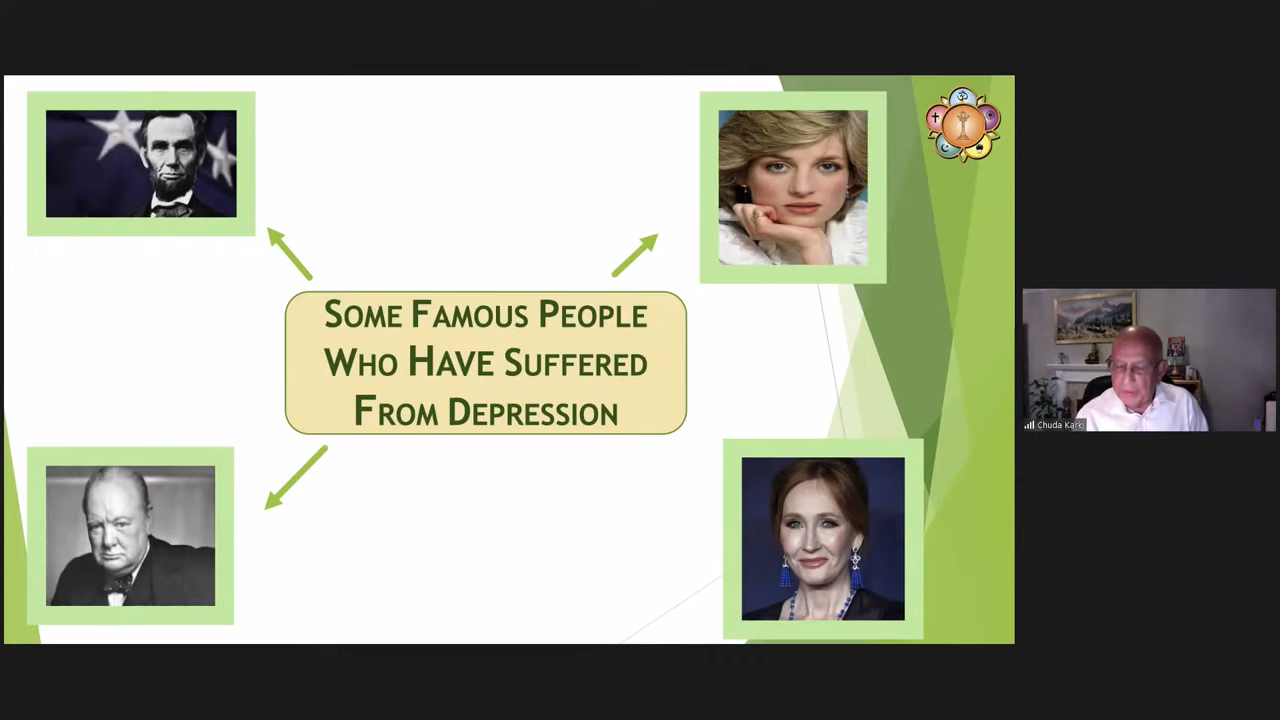 Some Famous People
Who Have Suffered
From Depression
Chuda Karki